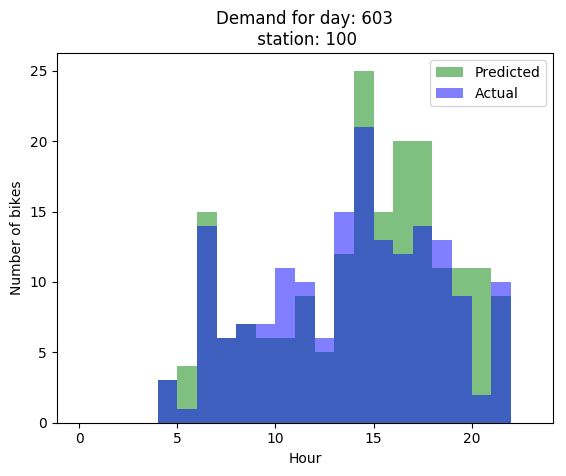 Demand for day: 603
station: 100
Predicted
Actual
Number of bikes
25
20
15
10
5
0
0
5
10
15
20
Hour